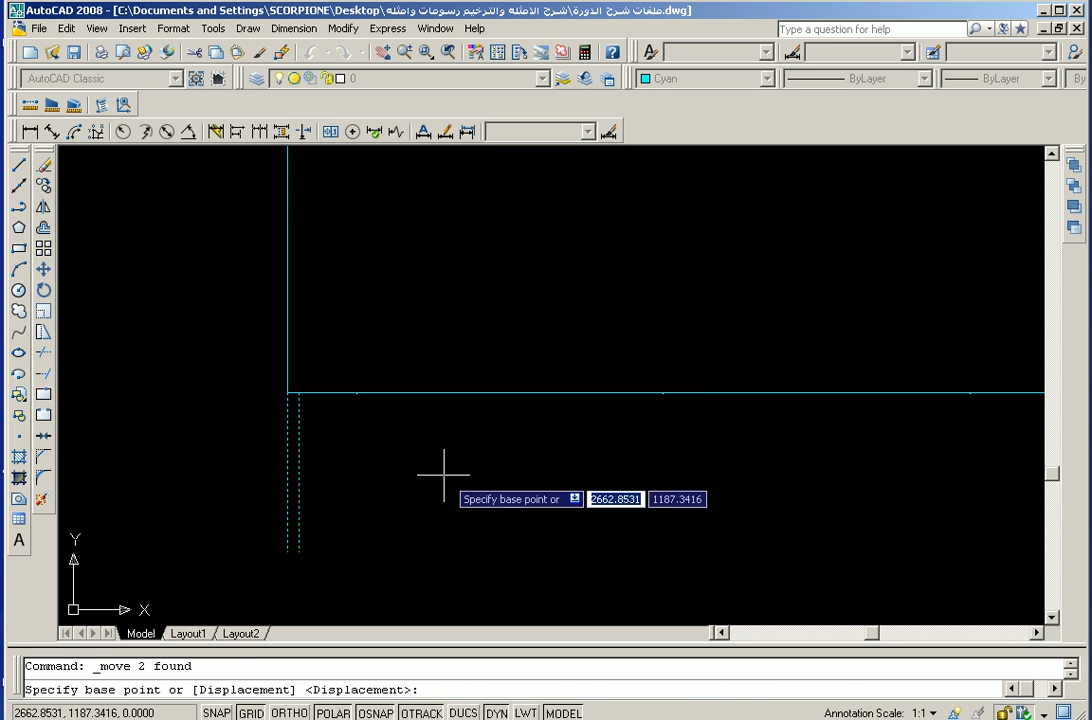 AutoCAD 2008 - [C:\Documents and Settings\SCORPIONE\Desktop\ملفات شرح الدورة\شرح الامثله والترخيم رسومات وامثله.dwg]
File Edit View Insert Format Tools Draw Dimension Modify Express Window Help Type a question for help
AutoCAD Classic 0 Cyan ByLayer ByLayer By
Specify base point or 2662.8531 1187.3416
Y
X
Model Layout1 Layout2
Command: _move 2 found
Specify base point or [Displacement] <Displacement>:
2662.8531, 1187.3416, 0.0000 SNAP GRID ORTHO POLAR OSNAP OTRACK DUCS DYN LWT MODEL Annotation Scale: 1:1